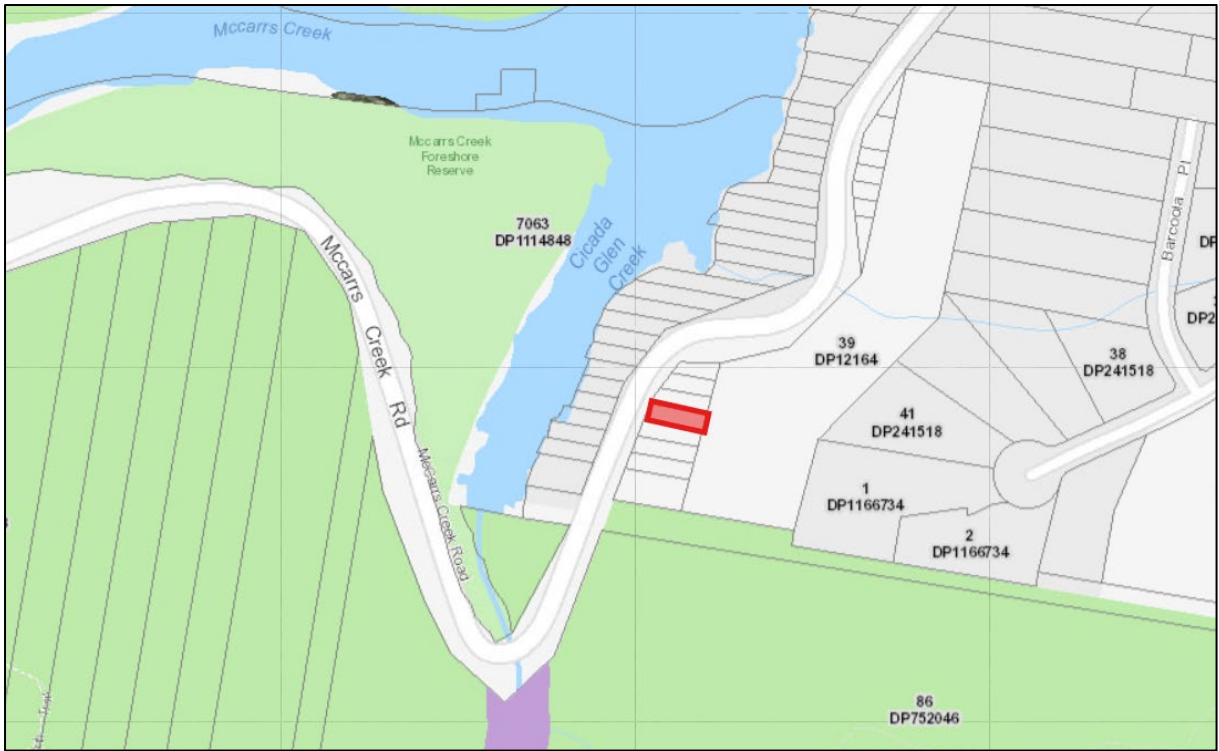 Mccarrs Creek
Mccarrs Creek
Foreshore
Reserve
7063
DP1114848
Cicada
Glen
Creek
Mccarrs Creek Rd
McCarrs Creek Road
Barcoola Pl
DP
DP2
39
DP12164
38
DP241518
41
DP241518
1
DP1166734
2
DP1166734
86
DP752046